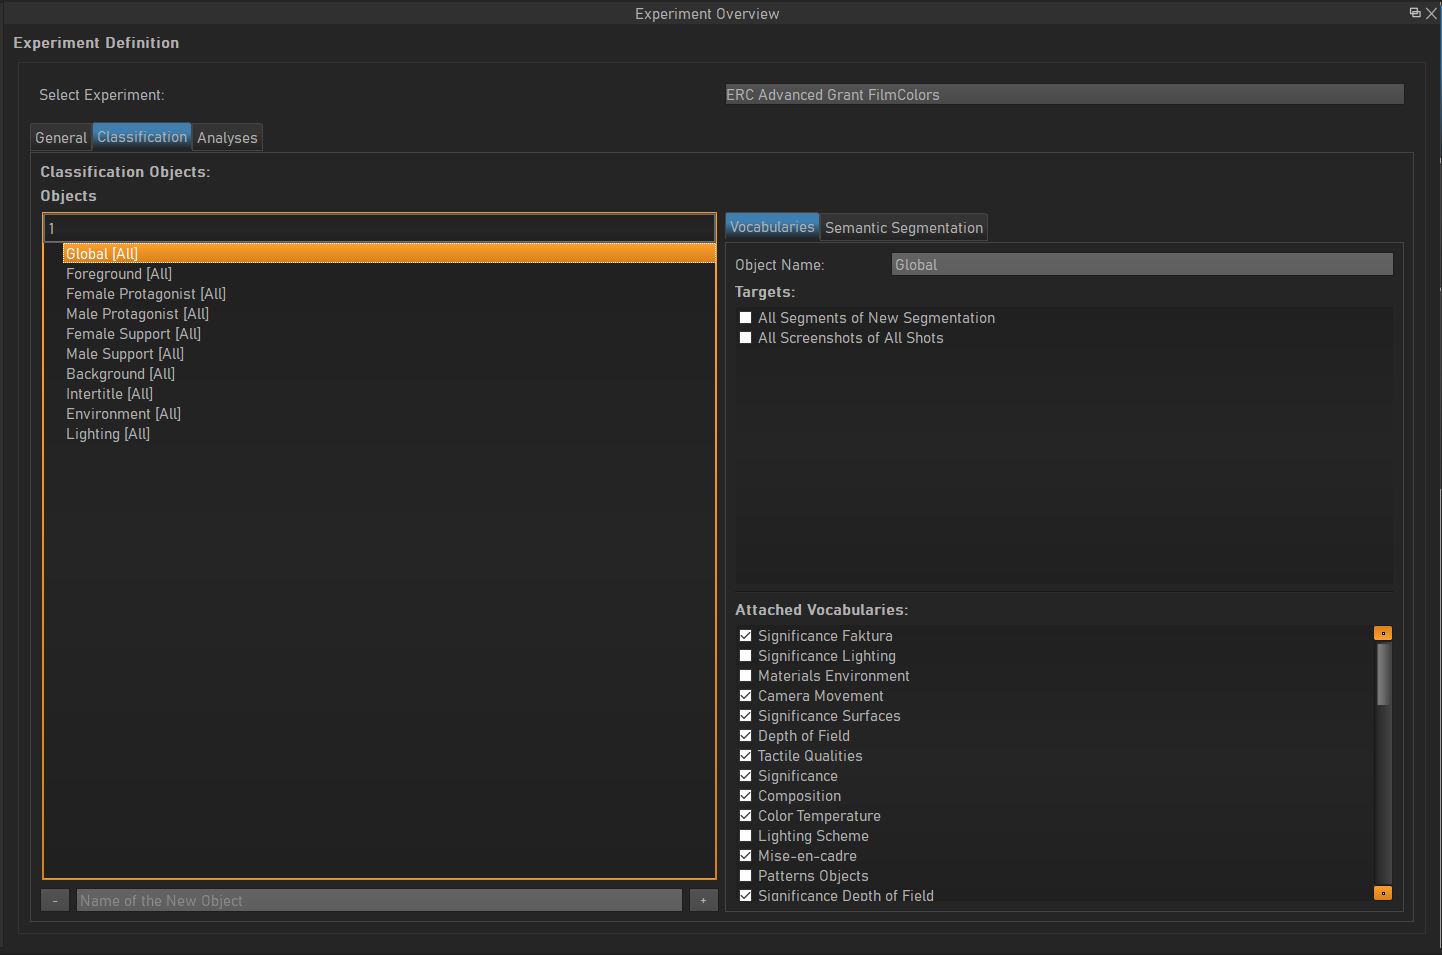 Experiment Overview
Experiment Definition
Select Experiment:
ERC Advanced Grant FilmColors
General Classification Analyses
Classification Objects:
Objects
1
Global [All]
Foreground [All]
Female Protagonist [All]
Male Protagonist [All]
Female Support [All]
Male Support [All]
Background [All]
Intertitle [All]
Environment [All]
Lighting [All]
- Name of the New Object +
Vocabularies Semantic Segmentation
Object Name: Global
Targets:
All Segments of New Segmentation
All Screenshots of All Shots
Attached Vocabularies:
Significance Faktura
Significance Lighting
Materials Environment
Camera Movement
Significance Surfaces
Depth of Field
Tactile Qualities
Significance
Composition
Color Temperature
Lighting Scheme
Mise-en-cadre
Patterns Objects
Significance Depth of Field